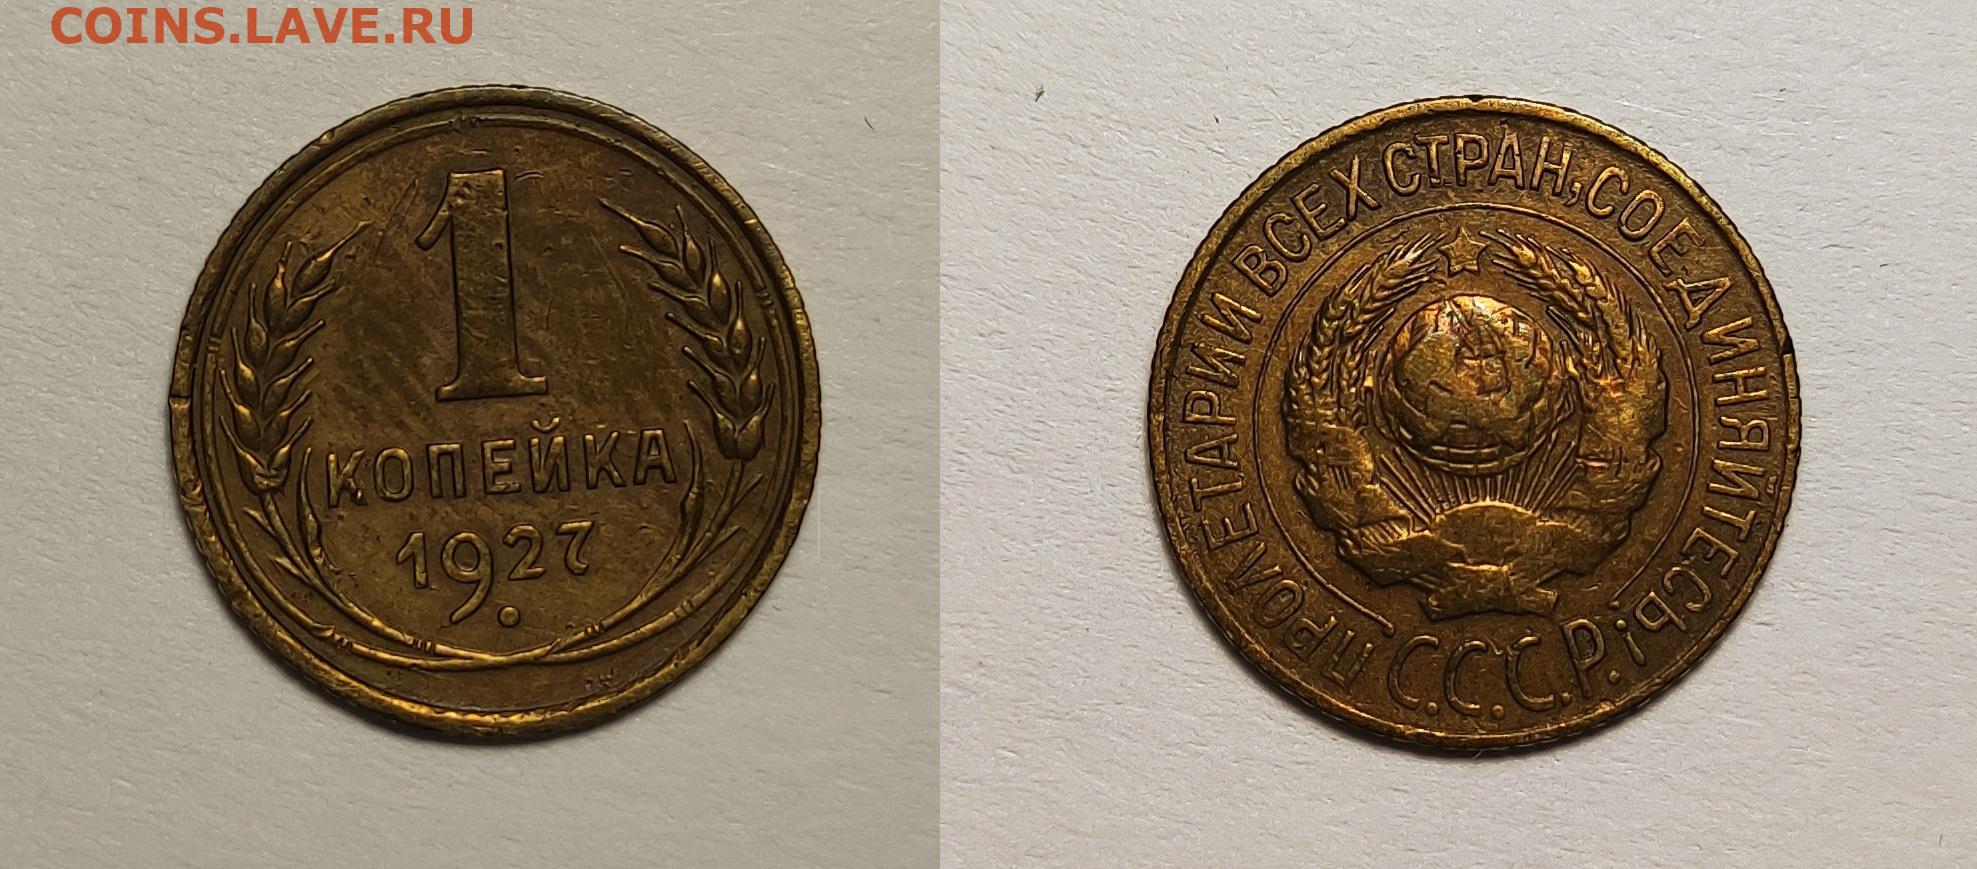 COINS.LAVE.RU
1
КОПЕЙКА
1927.
ПРОЛЕТАРИИ ВСЕХ СТРАН, СОЕДИНЯЙТЕСЬ!
С.С.С.Р.